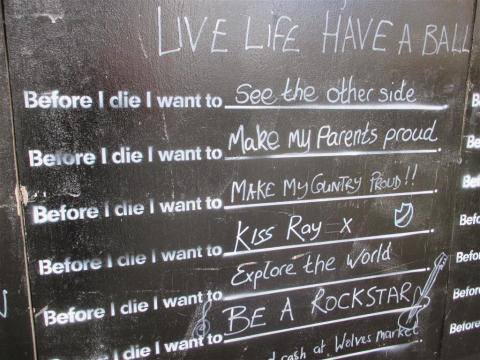 LIVE LIFE HAVE A BALL
Before I die I want to See the other side
Before I die I want to Make my Parents proud.
Before I die I want to MAKE MY COUNTRY PROUD!!
Before I die I want to Kiss Ray x
Before I die I want to Explore the World
Before I die I want to BE A ROCKSTAR
Before I die I want to cash at Wolves market
Before
Before
Before
Before
Before